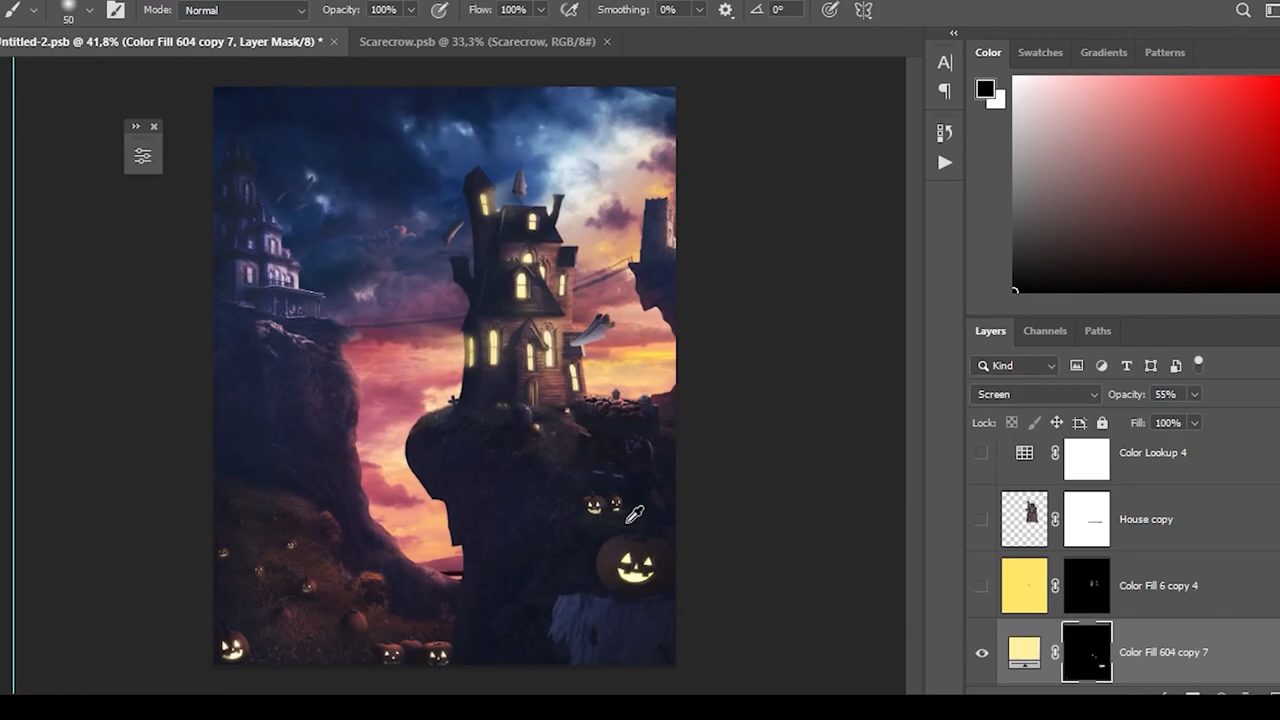 50 Mode: Normal Opacity: 100% Flow: 100% Smoothing: 0% 0°
ntitled-2.psb @ 41,8% (Color Fill 604 copy 7, Layer Mask/8) * × Scarecrow.psb @ 33,3% (Scarecrow, RGB/8#) ×
Color Swatches Gradients Patterns
Layers Channels Paths
Kind
Screen Opacity: 55%
Lock: Fill: 100%
Color Lookup 4
House copy
Color Fill 6 copy 4
Color Fill 604 copy 7